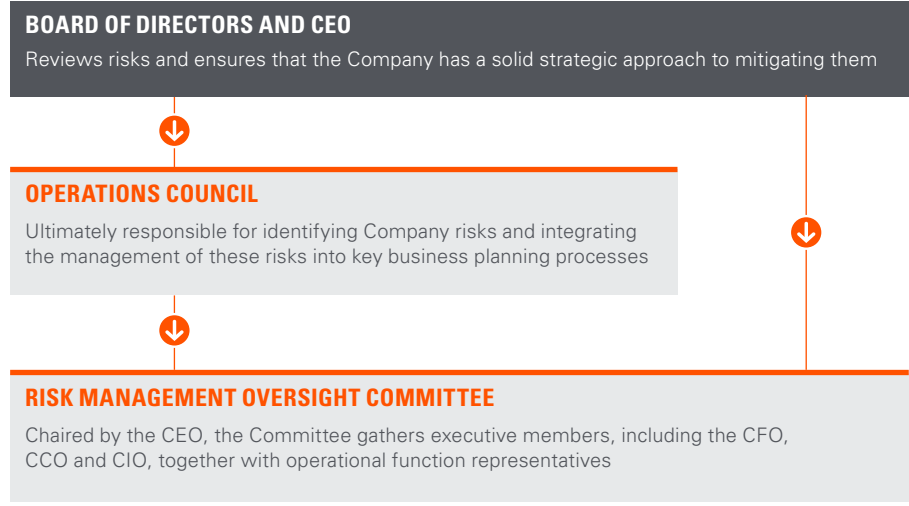 BOARD OF DIRECTORS AND CEO
Reviews risks and ensures that the Company has a solid strategic approach to mitigating them
OPERATIONS COUNCIL
Ultimately responsible for identifying Company risks and integrating
the management of these risks into key business planning processes
RISK MANAGEMENT OVERSIGHT COMMITTEE
Chaired by the CEO, the Committee gathers executive members, including the CFO,
CCO and CIO, together with operational function representatives